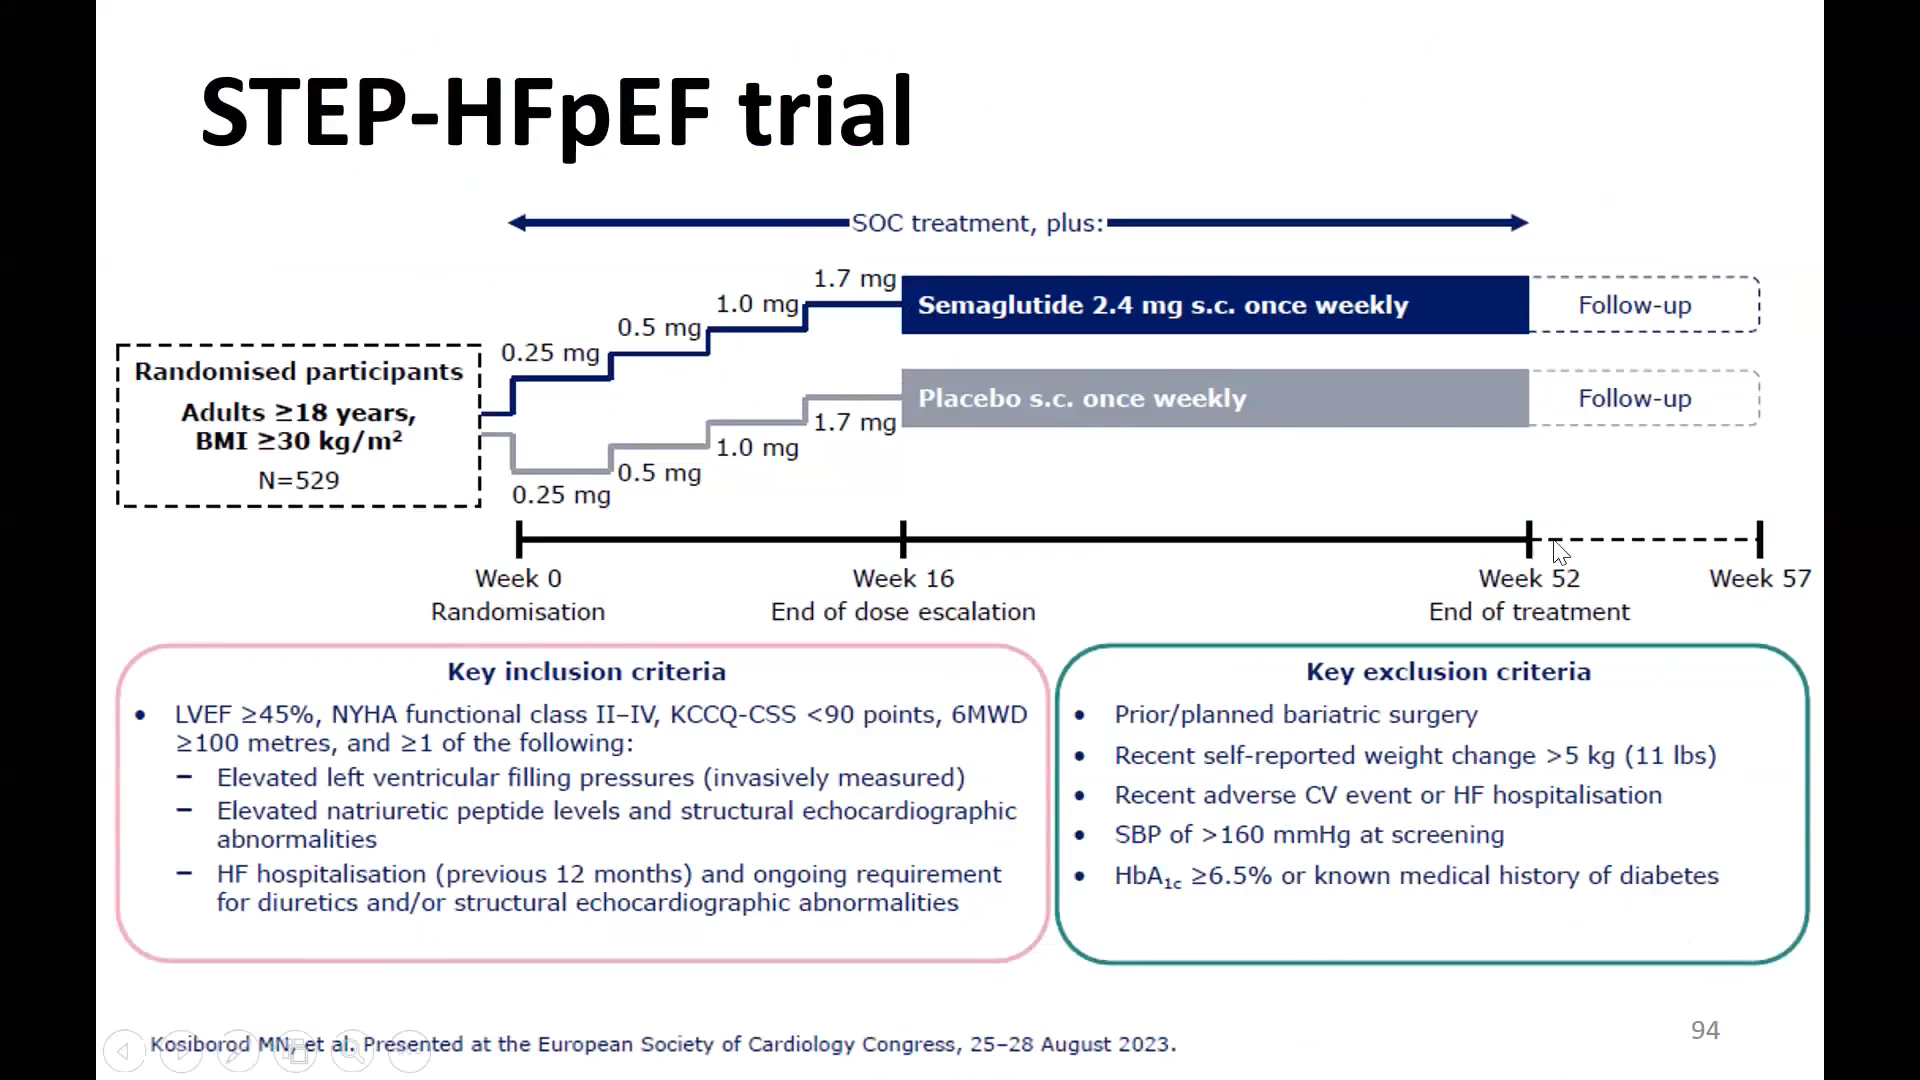 STEP-HFpEF trial
SOC treatment, plus:
1.7 mg
1.0 mg
0.5 mg
0.25 mg
Semaglutide 2.4 mg s.c. once weekly
Follow-up
Randomised participants
Adults ≥18 years,
BMI ≥30 kg/m²
N=529
Placebo s.c. once weekly
Follow-up
1.7 mg
1.0 mg
0.5 mg
0.25 mg
Week 0
Randomisation
Week 16
End of dose escalation
Week 52
End of treatment
Week 57
Key inclusion criteria
• LVEF ≥45%, NYHA functional class II–IV, KCCQ-CSS <90 points, 6MWD
≥100 metres, and ≥1 of the following:
– Elevated left ventricular filling pressures (invasively measured)
– Elevated natriuretic peptide levels and structural echocardiographic
abnormalities
– HF hospitalisation (previous 12 months) and ongoing requirement
for diuretics and/or structural echocardiographic abnormalities
Key exclusion criteria
• Prior/planned bariatric surgery
• Recent self-reported weight change >5 kg (11 lbs)
• Recent adverse CV event or HF hospitalisation
• SBP of >160 mmHg at screening
• HbA1c ≥6.5% or known medical history of diabetes
Kosiborod MN, et al. Presented at the European Society of Cardiology Congress, 25–28 August 2023.
94